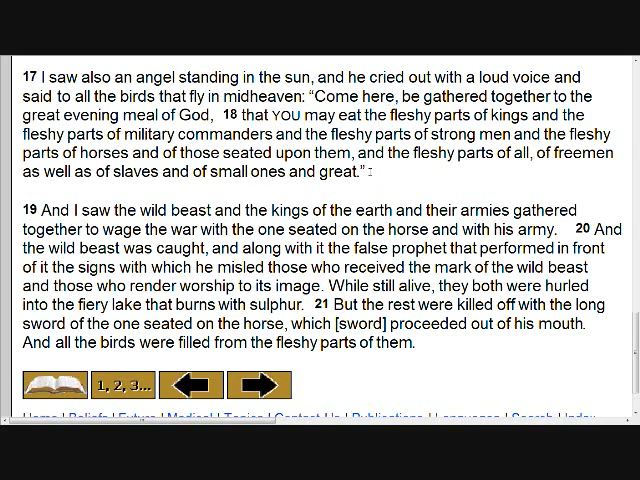 17 I saw also an angel standing in the sun, and he cried out with a loud voice and
said to all the birds that fly in midheaven: “Come here, be gathered together to the
great evening meal of God,  18 that YOU may eat the fleshy parts of kings and the
fleshy parts of military commanders and the fleshy parts of strong men and the fleshy
parts of horses and of those seated upon them, and the fleshy parts of all, of freemen
as well as of slaves and of small ones and great.”
19 And I saw the wild beast and the kings of the earth and their armies gathered
together to wage the war with the one seated on the horse and with his army.  20 And
the wild beast was caught, and along with it the false prophet that performed in front
of it the signs with which he misled those who received the mark of the wild beast
and those who render worship to its image. While still alive, they both were hurled
into the fiery lake that burns with sulphur.  21 But the rest were killed off with the long
sword of the one seated on the horse, which [sword] proceeded out of his mouth.
And all the birds were filled from the fleshy parts of them.
1, 2, 3...
Home | Beliefs | Future | Medical | Topics | Contact Us | Publications | Languages | Search Index